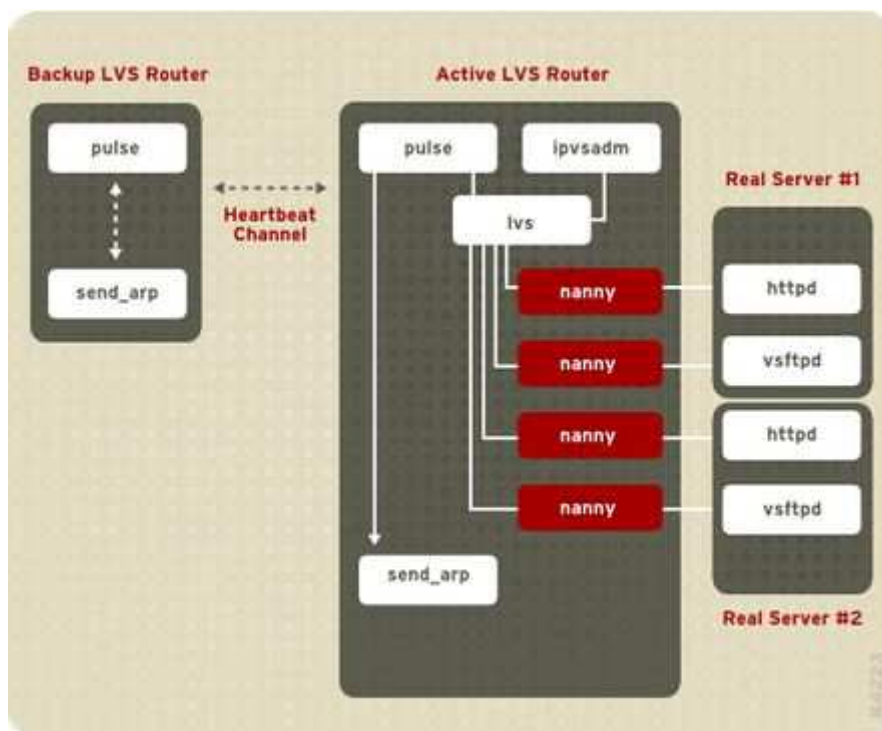 Backup LVS Router
pulse
send_arp
Heartbeat
Channel
Active LVS Router
pulse
ipvsadm
lvs
nanny
nanny
nanny
nanny
send_arp
Real Server #1
httpd
vsftpd
httpd
vsftpd
Real Server #2